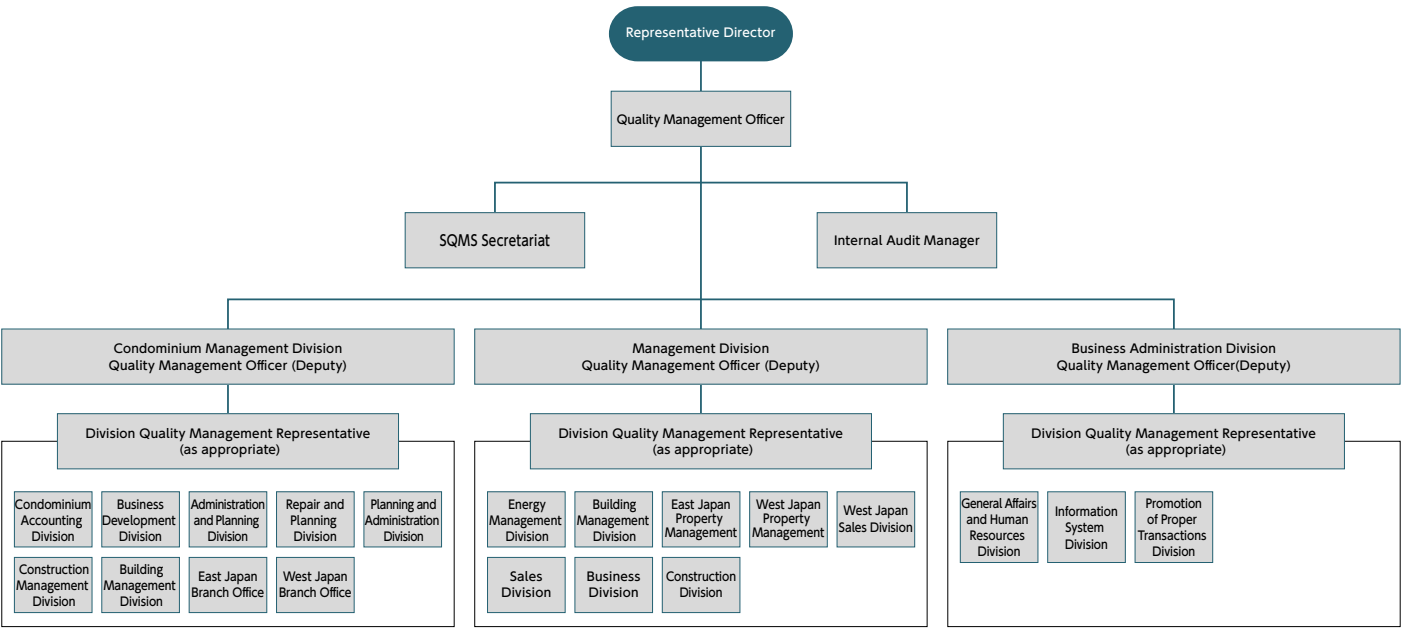 Representative Director
Quality Management Officer
SQMS Secretariat
Internal Audit Manager
Condominium Management Division
Quality Management Officer (Deputy)
Management Division
Quality Management Officer (Deputy)
Business Administration Division
Quality Management Officer(Deputy)
Division Quality Management Representative
(as appropriate)
Division Quality Management Representative
(as appropriate)
Division Quality Management Representative
(as appropriate)
Condominium
Accounting
Division
Business
Development
Division
Administration
and Planning
Division
Repair and
Planning
Division
Planning and
Administration
Division
Construction
Management
Division
Building
Management
Division
East Japan
Branch Office
West Japan
Branch Office
Energy
Management
Division
Building
Management
Division
East Japan
Property
Management
West Japan
Property
Management
West Japan
Sales Division
Sales
Division
Business
Division
Construction
Division
General Affairs
and Human
Resources
Division
Information
System
Division
Promotion
of Proper
Transactions
Division